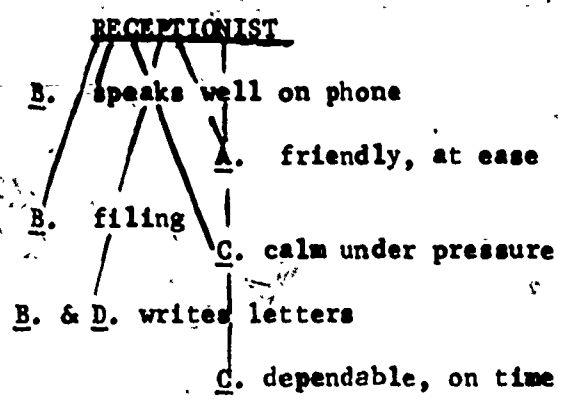 RECEPTIONIST
B. speaks well on phone
A. friendly, at ease
B. filing
C. calm under pressure
B. & D. writes letters
C. dependable, on time